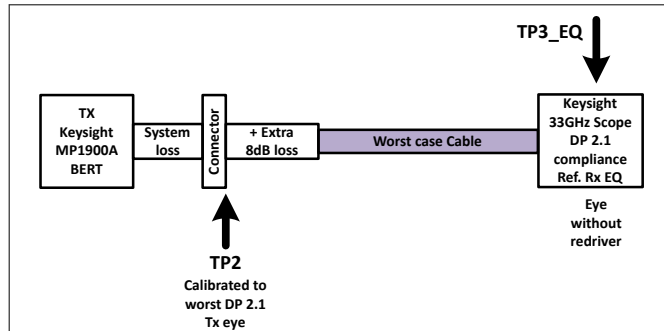 TP3_EQ
TX
Keysight
MP1900A
BERT
System
loss
Connector
+ Extra
8dB loss
Worst case Cable
Keysight
33GHz Scope
DP 2.1
compliance
Ref. Rx EQ
Eye
without
redriver
TP2
Calibrated to
worst DP 2.1
Tx eye